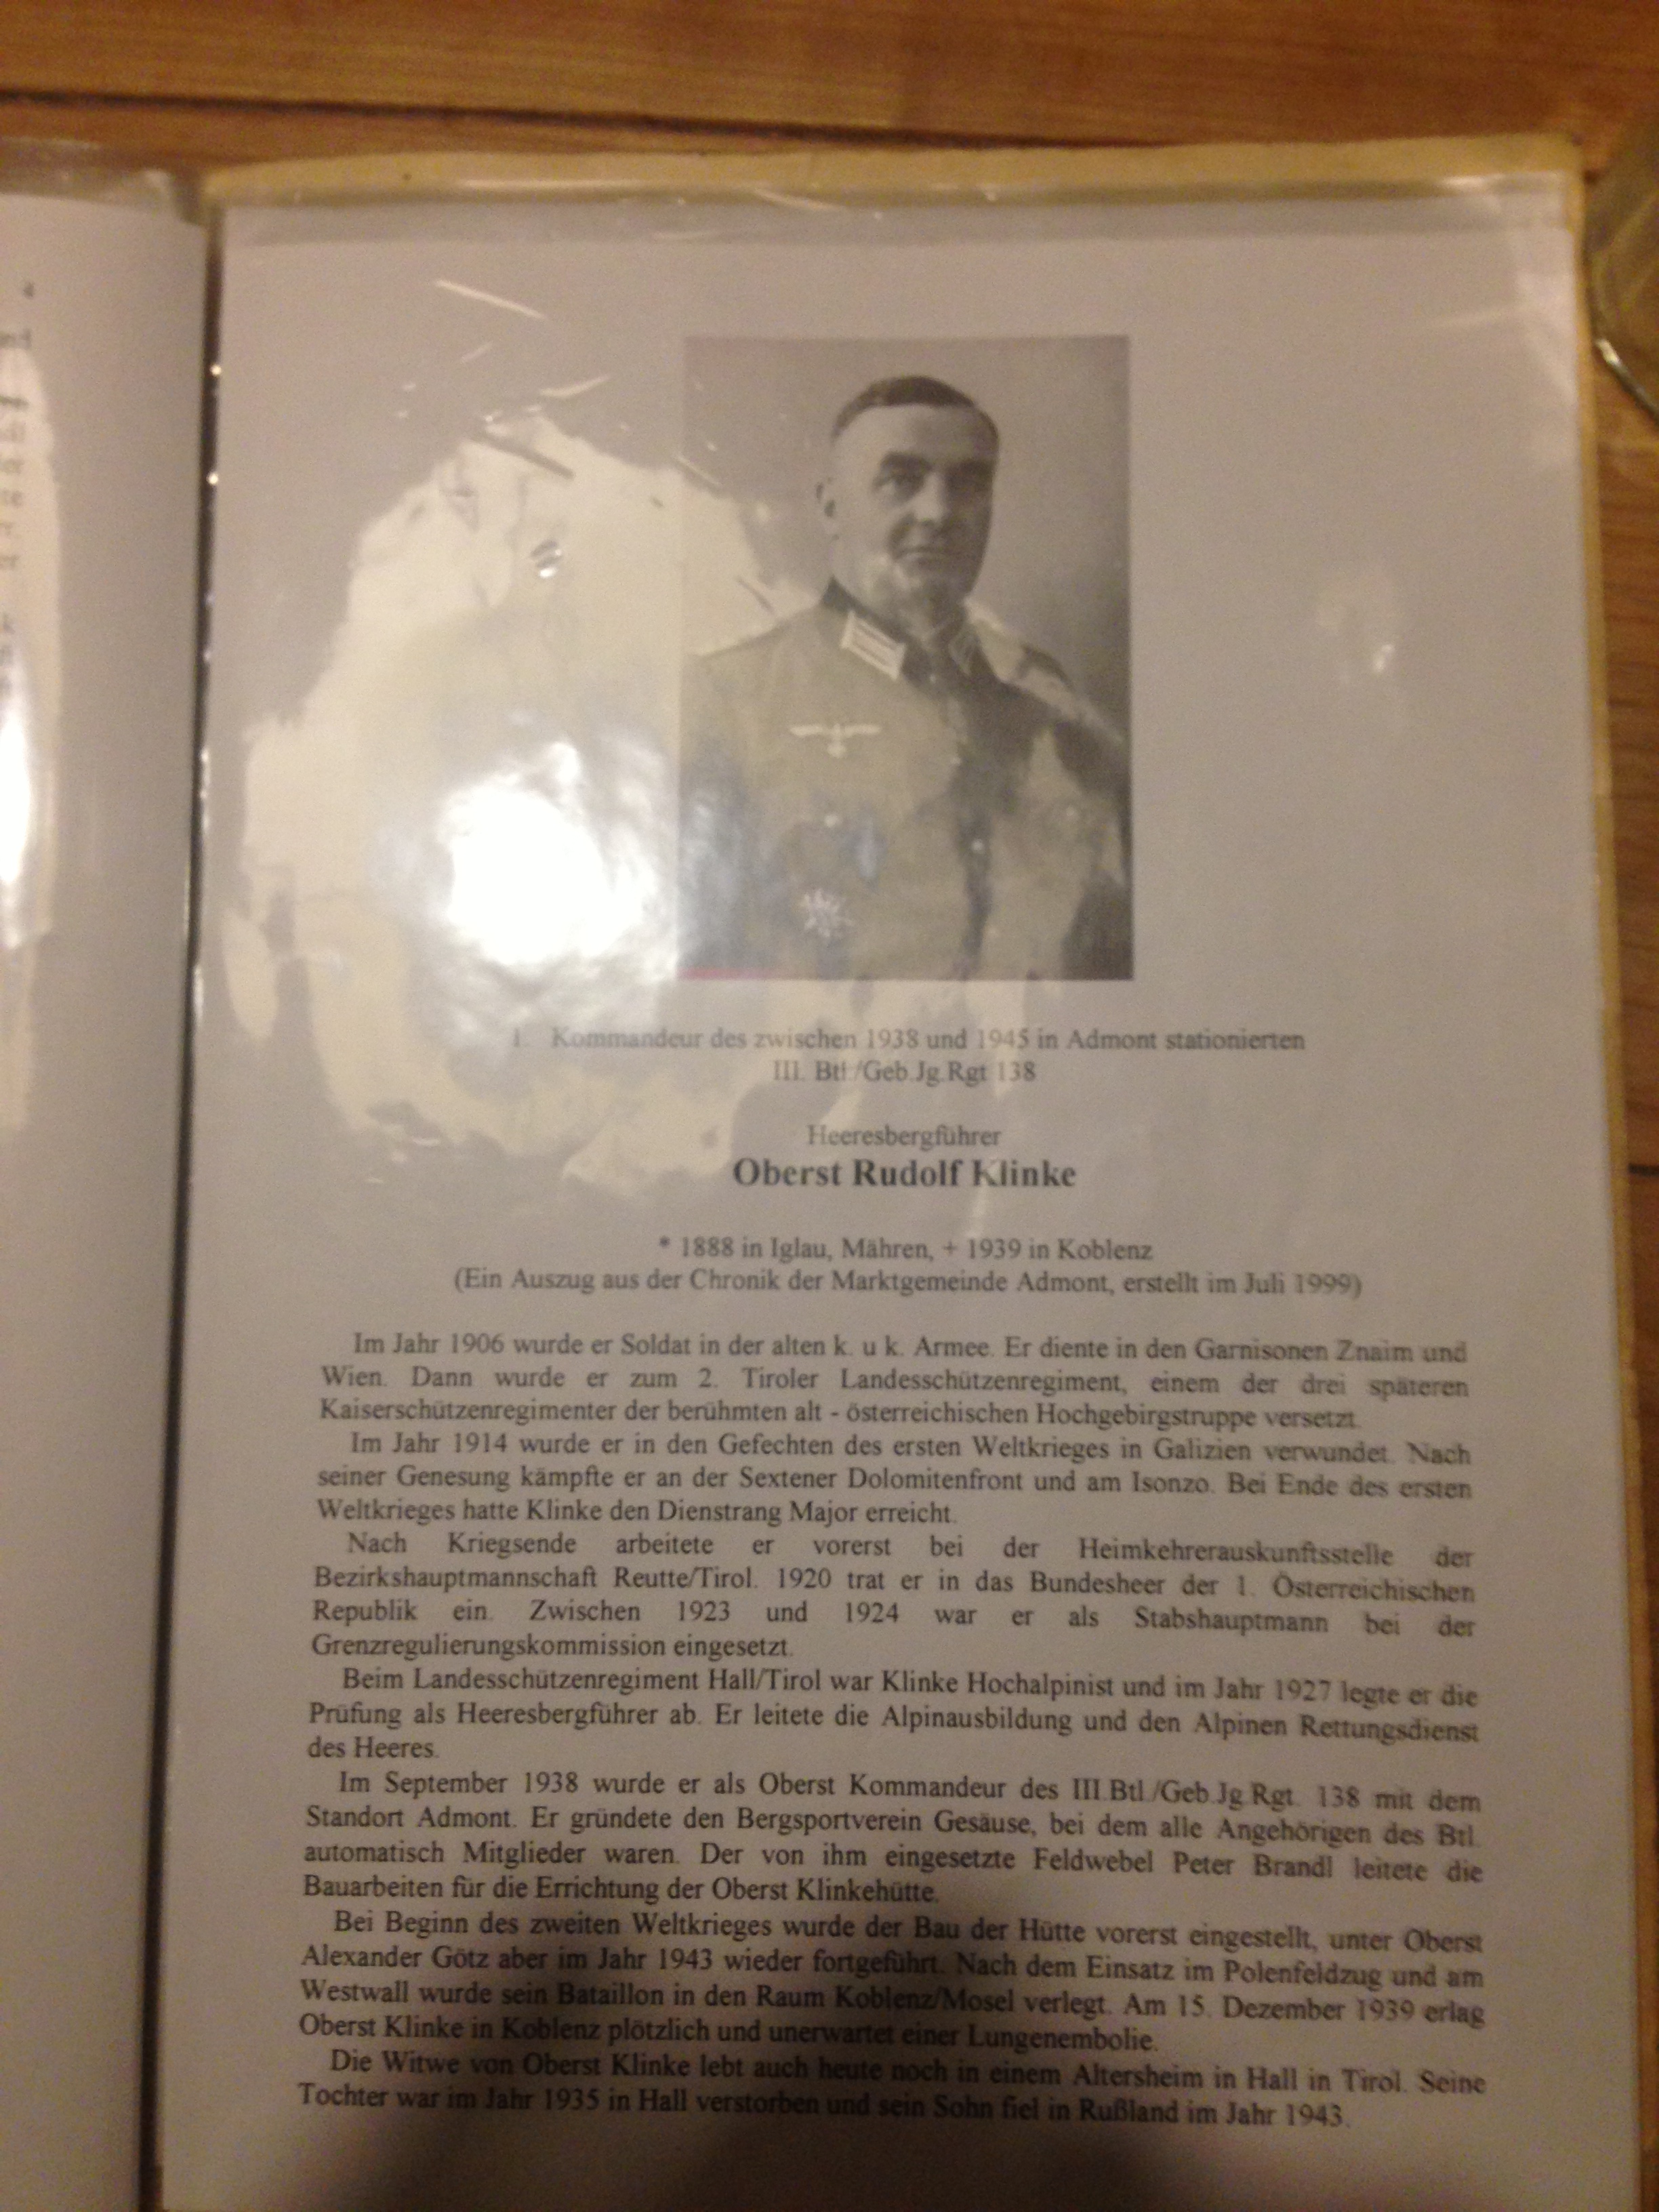 4
1. Kommandeur des zwischen 1938 und 1945 in Admont stationierten
III. Btl./Geb.Jg.Rgt 138
Heeresbergführer
Oberst Rudolf Klinke
* 1888 in Iglau, Mähren, + 1939 in Koblenz
(Ein Auszug aus der Chronik der Marktgemeinde Admont, erstellt im Juli 1999)
Im Jahr 1906 wurde er Soldat in der alten k. u k. Armee. Er diente in den Garnisonen Znaim und
Wien. Dann wurde er zum 2. Tiroler Landesschützenregiment, einem der drei späteren
Kaiserschützenregimenter der berühmten alt - österreichischen Hochgebirgstruppe versetzt.
Im Jahr 1914 wurde er in den Gefechten des ersten Weltkrieges in Galizien verwundet. Nach
seiner Genesung kämpfte er an der Sextener Dolomitenfront und am Isonzo. Bei Ende des ersten
Weltkrieges hatte Klinke den Dienstrang Major erreicht.
Nach Kriegsende arbeitete er vorerst bei der Heimkehrerauskunftsstelle der
Bezirkshauptmannschaft Reutte/Tirol. 1920 trat er in das Bundesheer der 1. Österreichischen
Republik ein. Zwischen 1923 und 1924 war er als Stabshauptmann bei der
Grenzregulierungskommission eingesetzt.
Beim Landesschützenregiment Hall/Tirol war Klinke Hochalpinist und im Jahr 1927 legte er die
Prüfung als Heeresbergführer ab. Er leitete die Alpinausbildung und den Alpinen Rettungsdienst
des Heeres.
Im September 1938 wurde er als Oberst Kommandeur des III.Btl./Geb.Jg.Rgt. 138 mit dem
Standort Admont. Er gründete den Bergsportverein Gesäuse, bei dem alle Angehörigen des Btl.
automatisch Mitglieder waren. Der von ihm eingesetzte Feldwebel Peter Brandl leitete die
Bauarbeiten für die Errichtung der Oberst Klinkehütte.
Bei Beginn des zweiten Weltkrieges wurde der Bau der Hütte vorerst eingestellt, unter Oberst
Alexander Götz aber im Jahr 1943 wieder fortgeführt. Nach dem Einsatz im Polenfeldzug und am
Westwall wurde sein Bataillon in den Raum Koblenz/Mosel verlegt. Am 15. Dezember 1939 erlag
Oberst Klinke in Koblenz plötzlich und unerwartet einer Lungenembolie.
Die Witwe von Oberst Klinke lebt auch heute noch in einem Altersheim in Hall in Tirol. Seine
Tochter war im Jahr 1935 in Hall verstorben und sein Sohn fiel in Rußland im Jahr 1943.